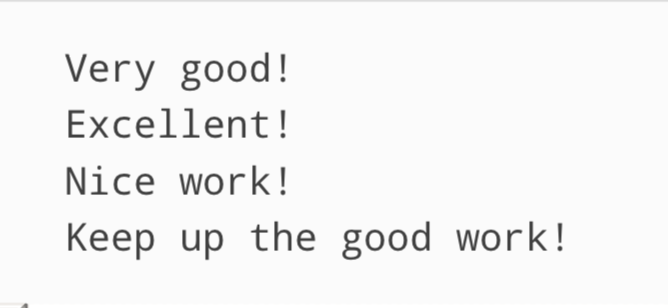 Very good!
Excellent!
Nice work!
Keep up the good work!